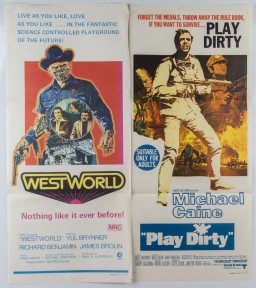 LIVE AS YOU LIKE, LOVE
AS YOU LIKE . . . IN THE FANTASTIC
SCIENCE CONTROLLED PLAYGROUND
OF THE FUTURE!
WESTWORLD
Nothing like it ever before!
NRC
"WESTWORLD" YUL BRYNNER
RICHARD BENJAMIN JAMES BROLIN
FORGET THE MEDALS, THROW AWAY THE RULE BOOK,
IF YOU WANT TO SURVIVE...
PLAY
DIRTY
SUITABLE
ONLY FOR
ADULTS
Michael
Caine
"Play Dirty"